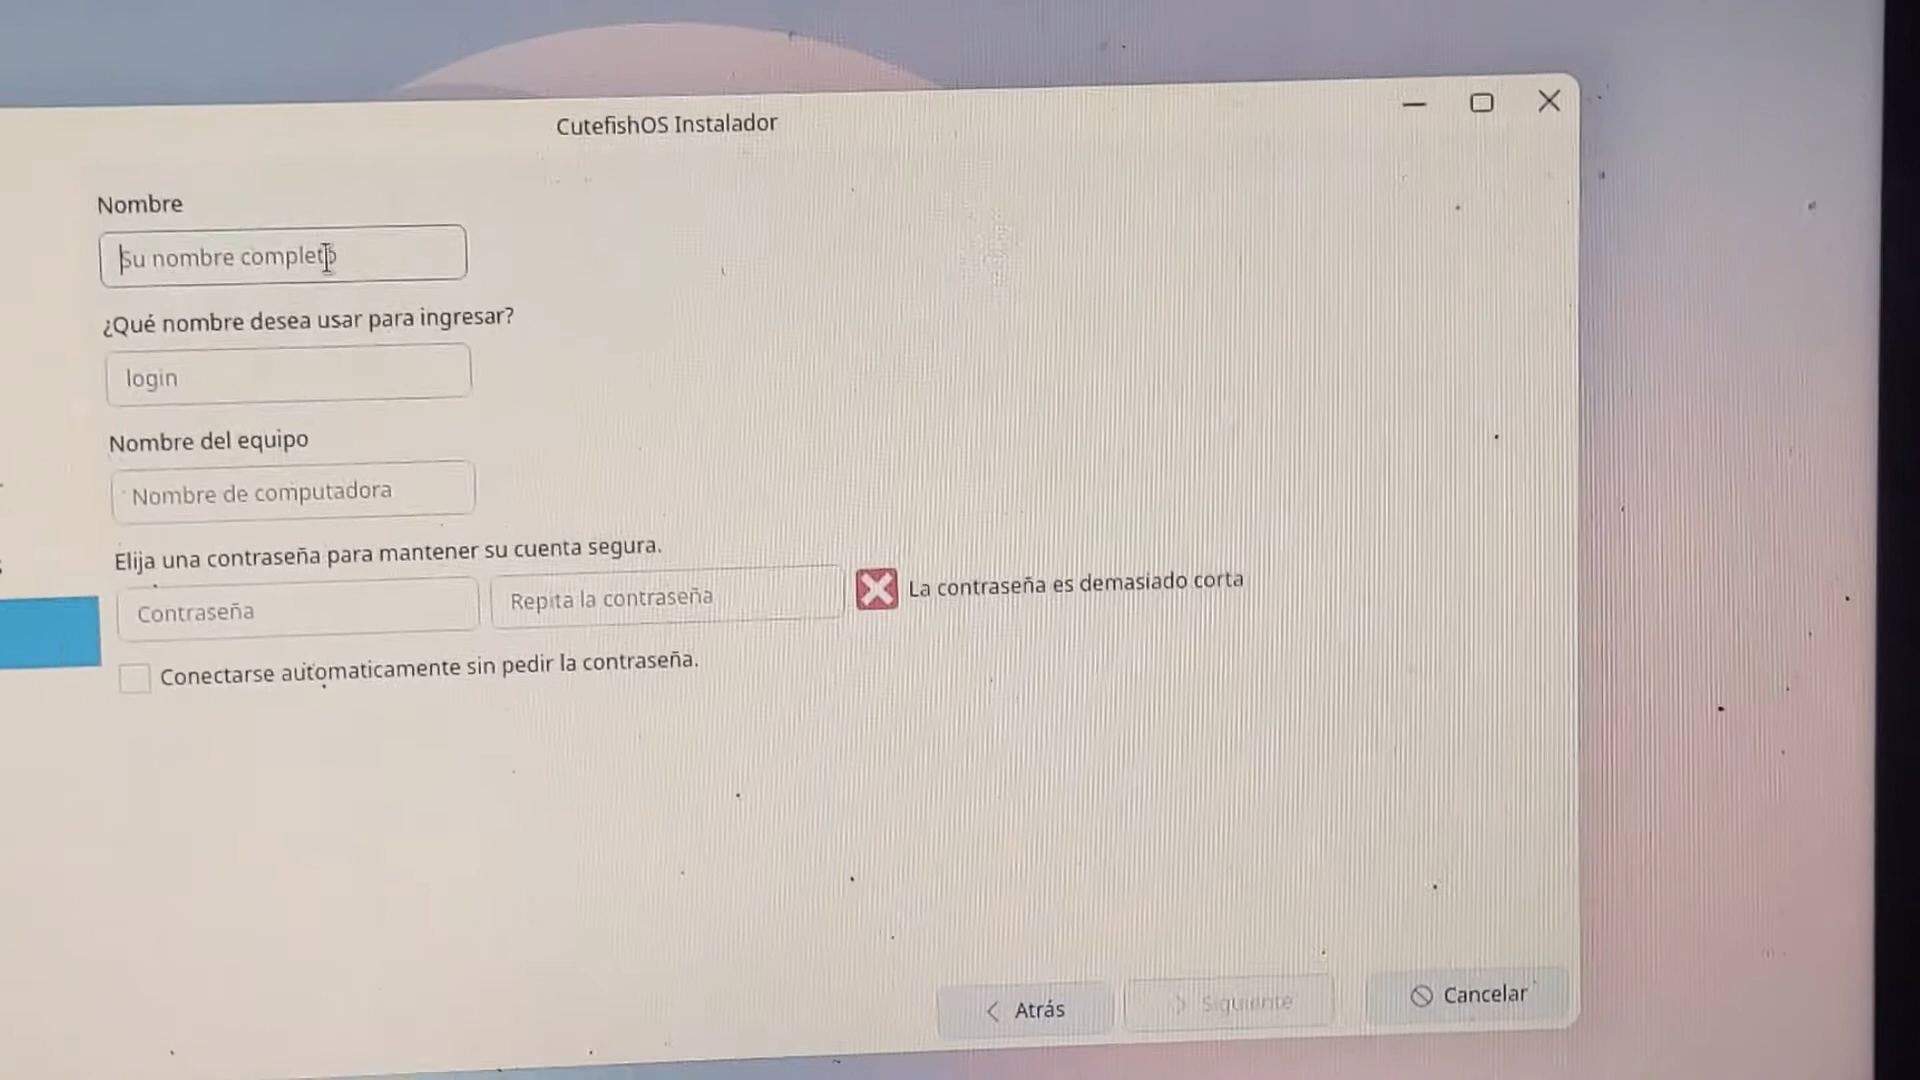 CutefishOS Instalador
Nombre
Su nombre completo
¿Qué nombre desea usar para ingresar?
login
Nombre del equipo
Nombre de computadora
Elija una contraseña para mantener su cuenta segura.
Contraseña
Repita la contraseña
La contraseña es demasiado corta
Conectarse automaticamente sin pedir la contraseña.
Atrás
Siguiente
Cancelar